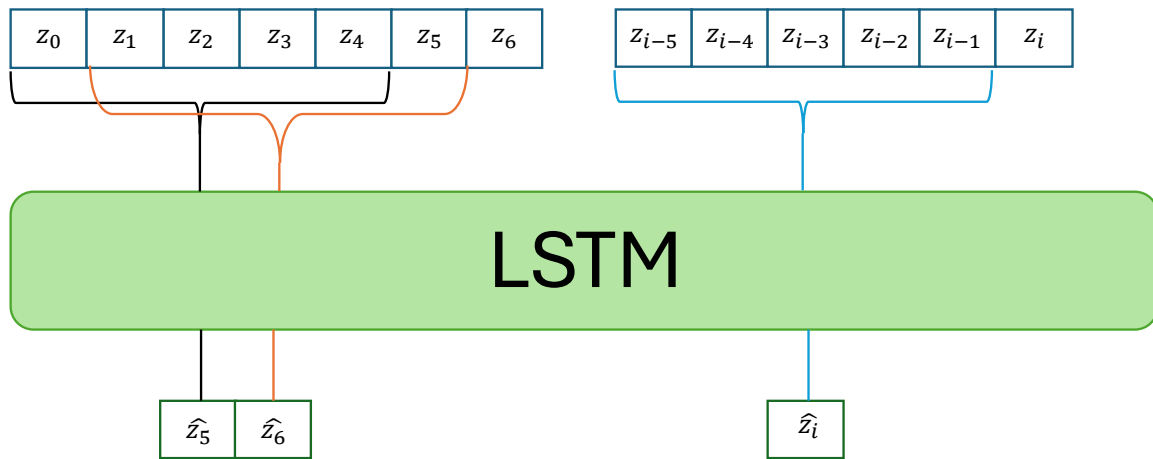 z₀ z₁ z₂ z₃ z₄ z₅ z₆ zᵢ₋₅ zᵢ₋₄ zᵢ₋₃ zᵢ₋₂ zᵢ₋₁ zᵢ
LSTM
ẑ₅ ẑ₆ ẑᵢ